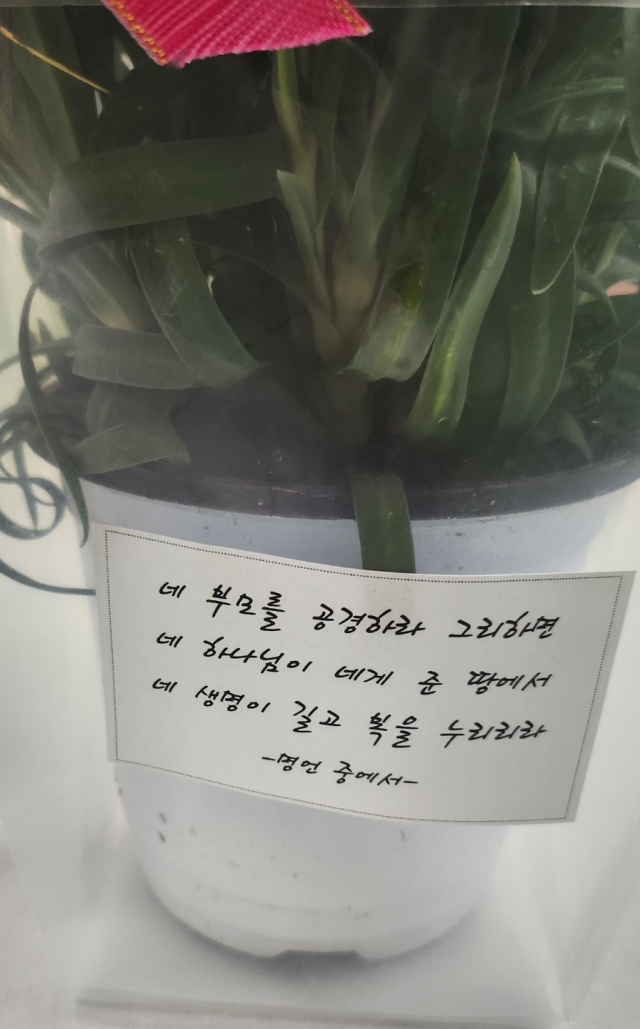 네 부모를 공경하라 그리하면
네 하나님이 네게 준 땅에서
네 생명이 길고 복을 누리리라
-명언 중에서-